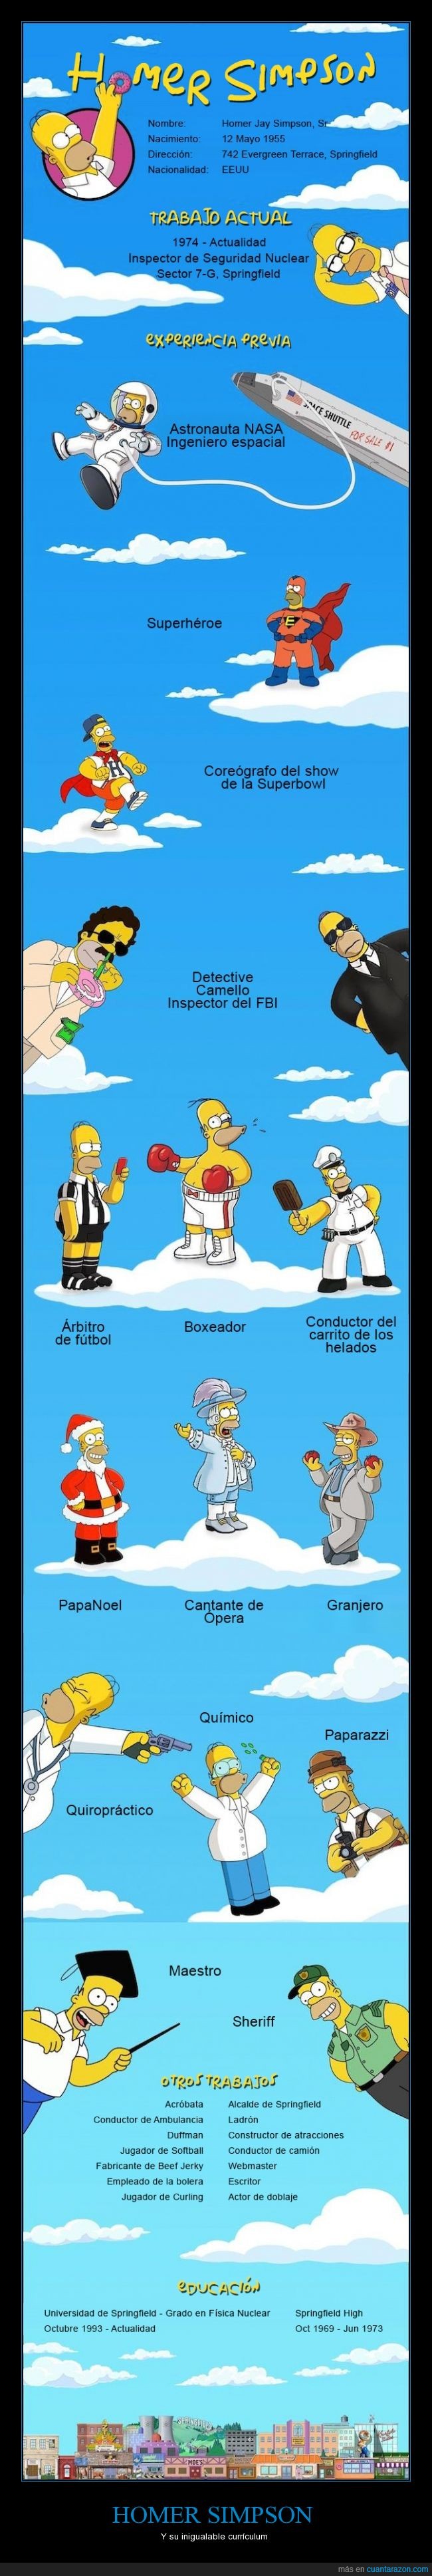 HOMER SIMPSON
Nombre: Homer Jay Simpson,
Nacimiento: 12 Mayo 1955
Dirección: 742 Evergreen Terrace, Springfield
Nacionalidad: EEUU
TRABAJO ACTUAL
1974 - Actualidad
Inspector de Seguridad Nuclear
Sector 7-G, Springfield
EXPERIENCIA PREVIA
SPACE SHUTTLE
FOR SALE #1
Astronauta NASA
Ingeniero espacial
Superhéroe
E
H
Coreógrafo del show
de la Superbowl
Detective
Camello
Inspector del FBI
Árbitro
de fútbol
Boxeador
Conductor del
carrito de los
helados
PapaNoel
Cantante de
Ópera
Granjero
Químico
Paparazzi
Quiropráctico
Maestro
Sheriff
OTROS TRABAJOS
Acróbata Alcalde de Springfield
Conductor de Ambulancia Ladrón
Duffman Constructor de atracciones
Jugador de Softball Conductor de camión
Fabricante de Beef Jerky Webmaster
Empleado de la bolera Escritor
Jugador de Curling Actor de doblaje
EDUCACIÓN
Universidad de Springfield - Grado en Física Nuclear Springfield High
Octubre 1993 - Actualidad Oct 1969 - Jun 1973
MOE'S
HOMER SIMPSON
Y su inigualable currículum
más en cuantarazon.com